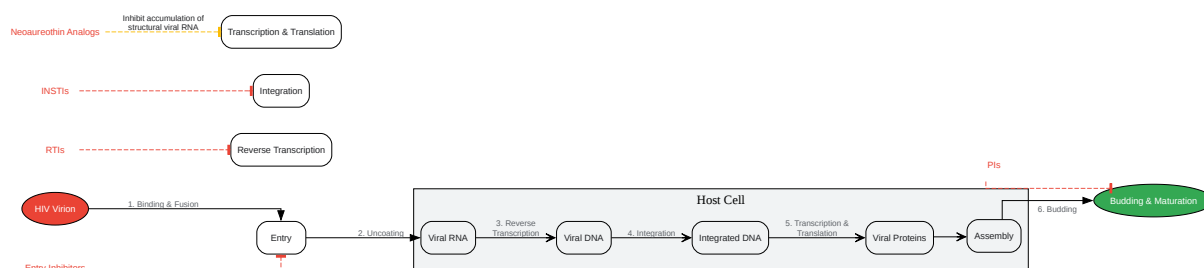 Inhibit accumulation of
structural viral RNA
Neoaureothin Analogs
Transcription & Translation
INSTIs
Integration
RTIs
Reverse Transcription
PIs
Host Cell
HIV Virion
1. Binding & Fusion
Budding & Maturation
6. Budding
Entry
2. Uncoating
Viral RNA
3. Reverse
Transcription
Viral DNA
4. Integration
Integrated DNA
5. Transcription &
Translation
Viral Proteins
Assembly
Entry Inhibitors